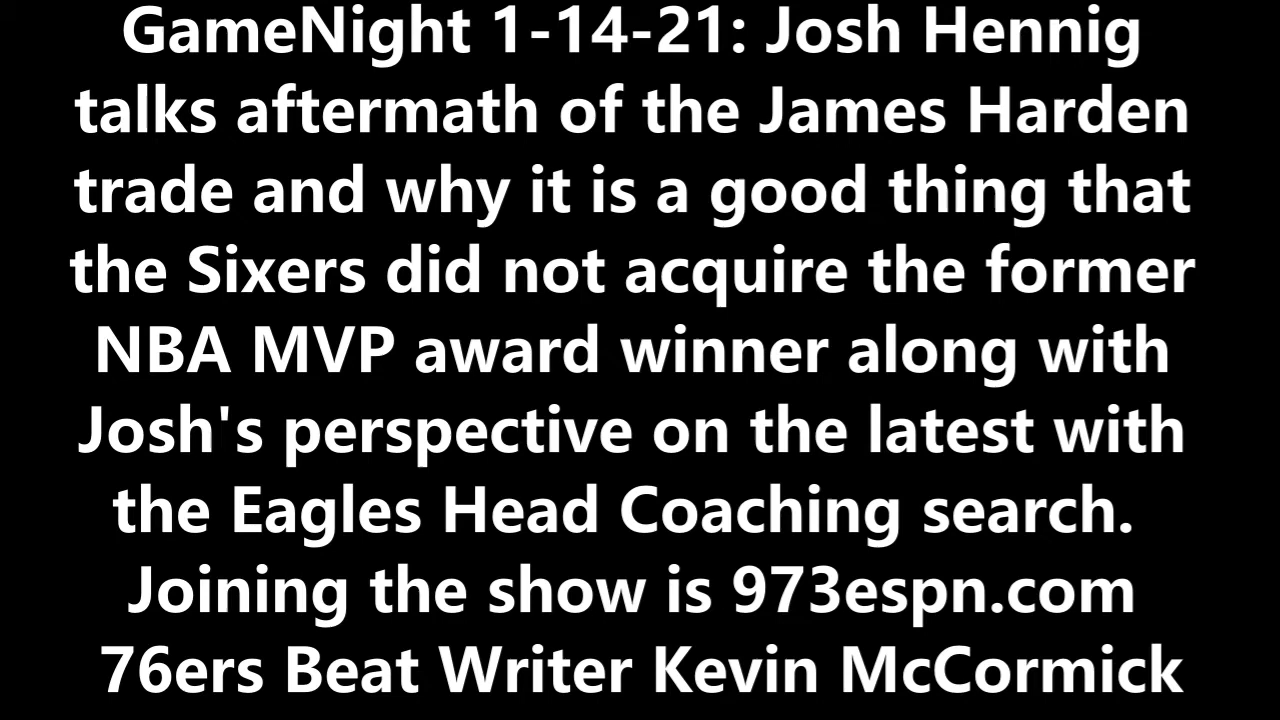 GameNight 1-14-21: Josh Hennig
talks aftermath of the James Harden
trade and why it is a good thing that
the Sixers did not acquire the former
NBA MVP award winner along with
Josh's perspective on the latest with
the Eagles Head Coaching search.
Joining the show is 973espn.com
76ers Beat Writer Kevin McCormick